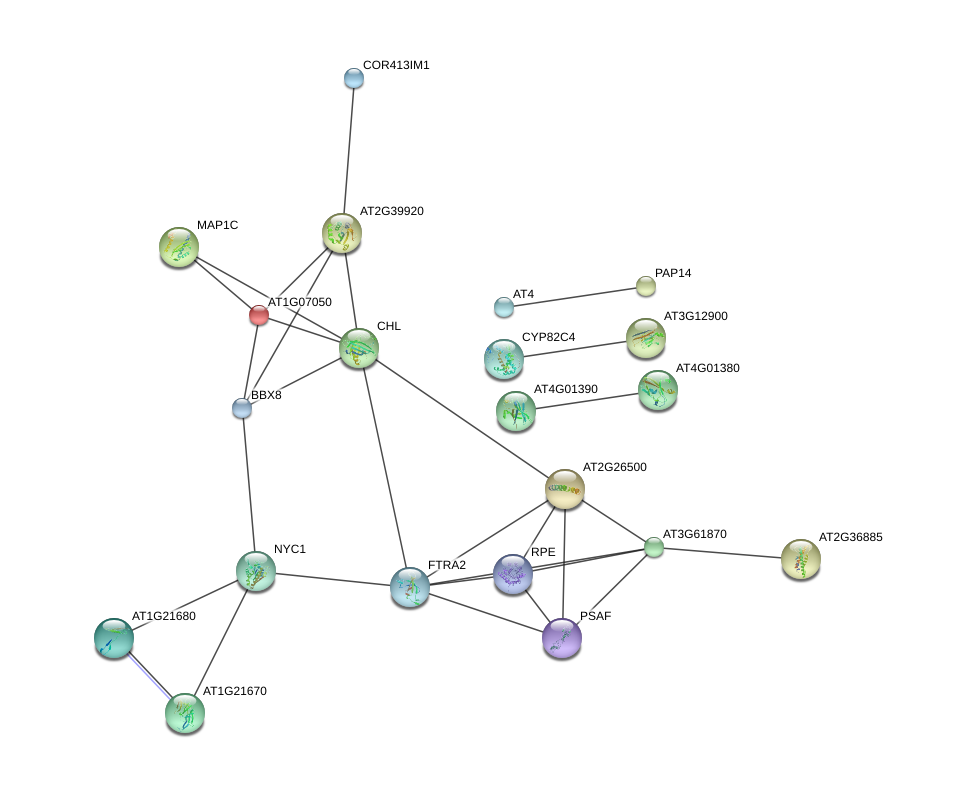 COR413IM1
AT2G39920
MAP1C
PAP14
AT4
AT1G07050
AT3G12900
CHL
CYP82C4
AT4G01380
AT4G01390
BBX8
AT2G26500
AT3G61870
AT2G36885
NYC1
RPE
FTRA2
AT1G21680
PSAF
AT1G21670